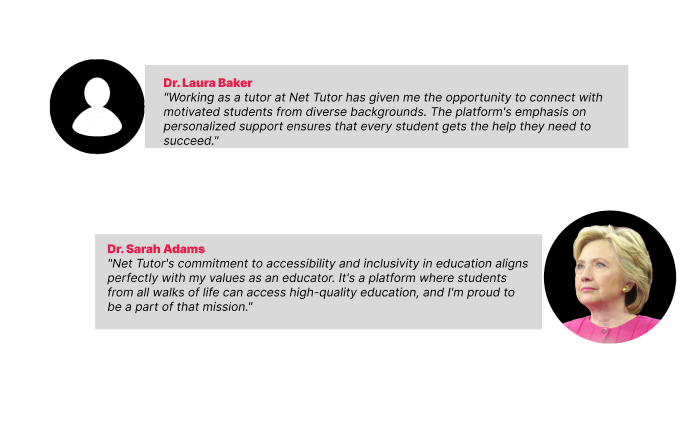 Dr. Laura Baker
"Working as a tutor at Net Tutor has given me the opportunity to connect with
motivated students from diverse backgrounds. The platform's emphasis on
personalized support ensures that every student gets the help they need to
succeed."
Dr. Sarah Adams
"Net Tutor's commitment to accessibility and inclusivity in education aligns
perfectly with my values as an educator. It's a platform where students
from all walks of life can access high-quality education, and I'm proud to
be a part of that mission."